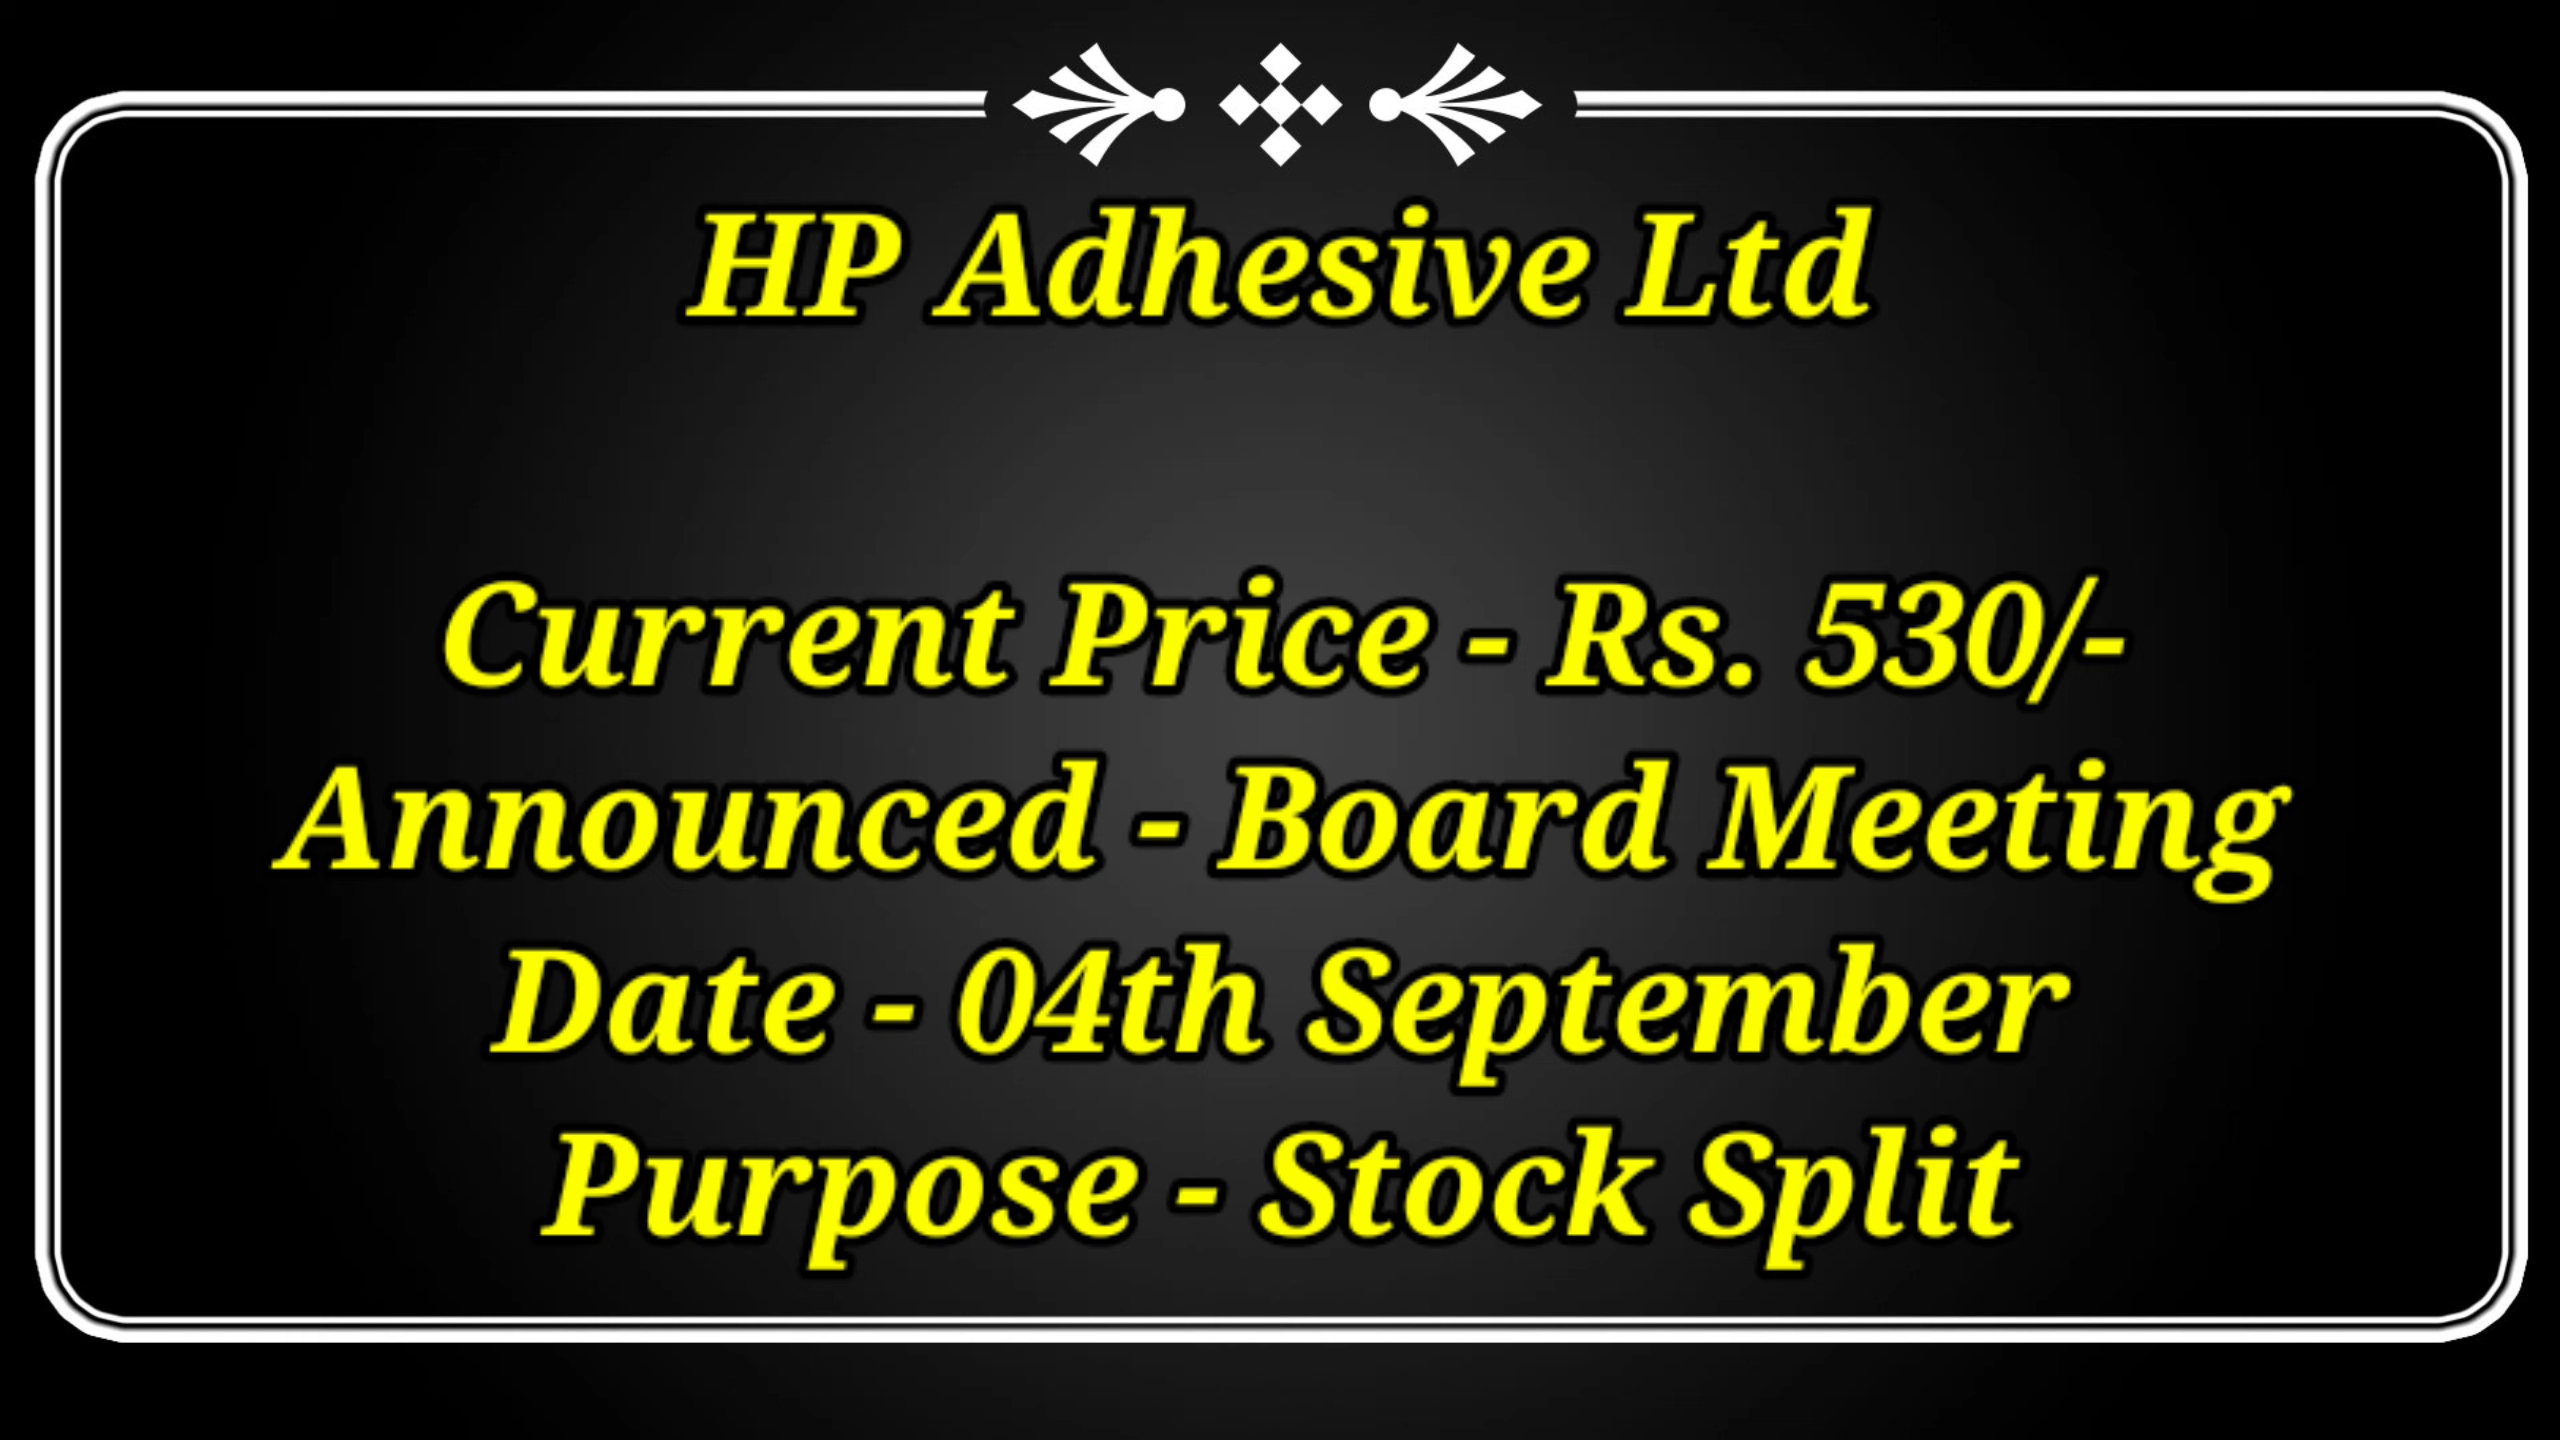 HP Adhesive Ltd
Current Price - Rs. 530/-
Announced - Board Meeting
Date - 04th September
Purpose - Stock Split